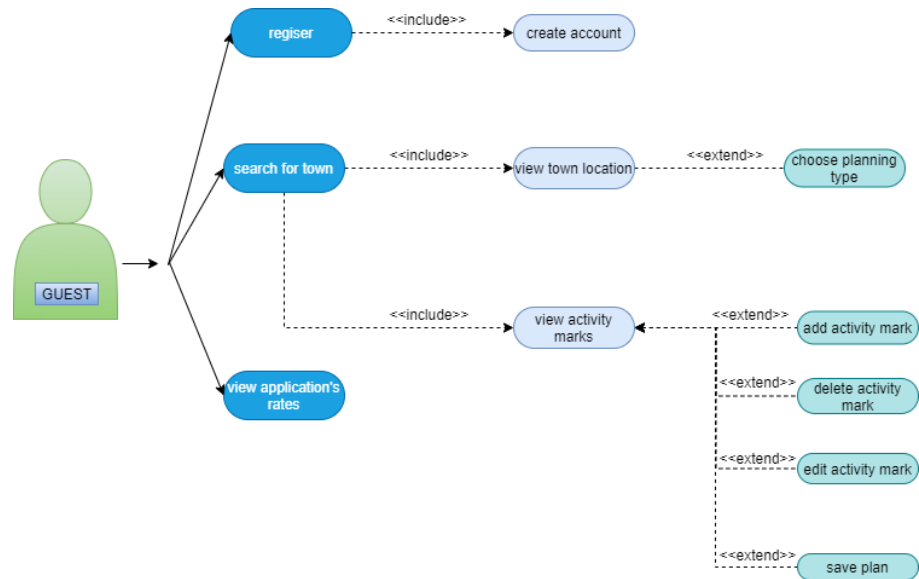 regiser
<<include>>
create account
search for town
<<include>>
view town location
<<extend>>
choose planning
type
GUEST
<<include>>
view activity
marks
<<extend>>
add activity mark
view application's
rates
<<extend>>
delete activity
mark
<<extend>>
edit activity mark
<<extend>>
save plan